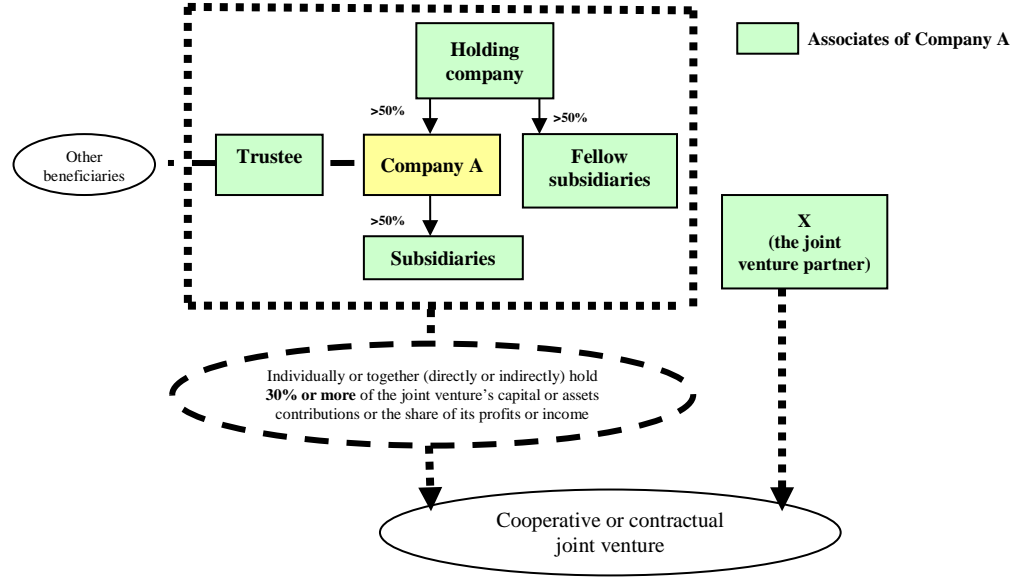 Holding
company
Associates of Company A
>50%
>50%
Other
beneficiaries
Trustee
Company A
Fellow
subsidiaries
>50%
Subsidiaries
X
(the joint
venture partner)
Individually or together (directly or indirectly) hold
30% or more of the joint venture's capital or assets
contributions or the share of its profits or income
Cooperative or contractual
joint venture